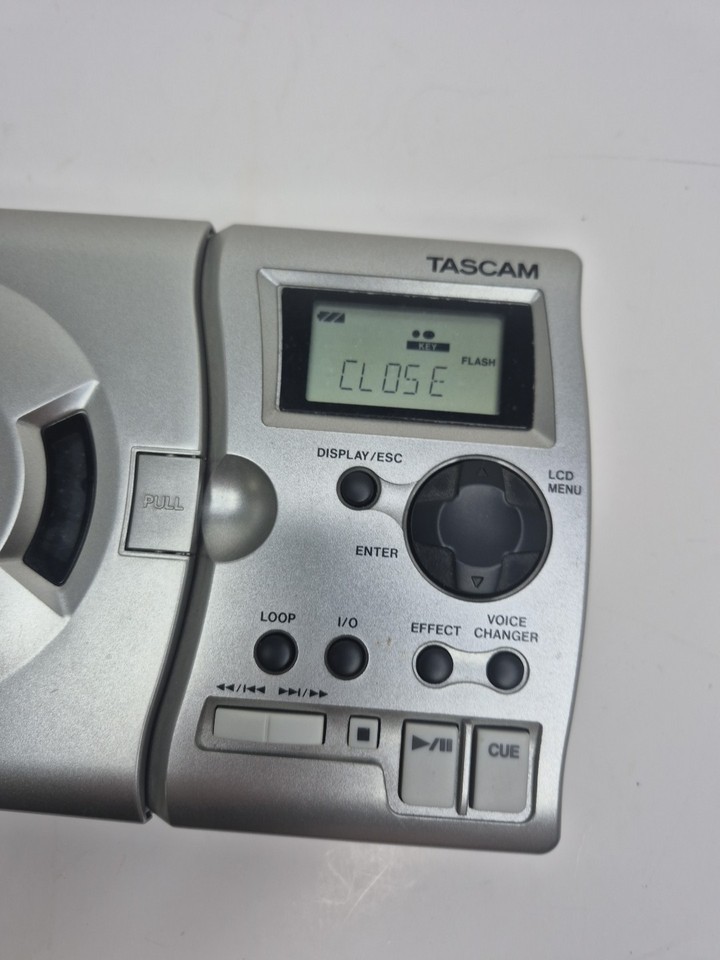 TASCAM
KEY
FLASH
CLOSE
DISPLAY/ESC
LCD
MENU
PULL
ENTER
LOOP
I/O
EFFECT
VOICE
CHANGER
CUE